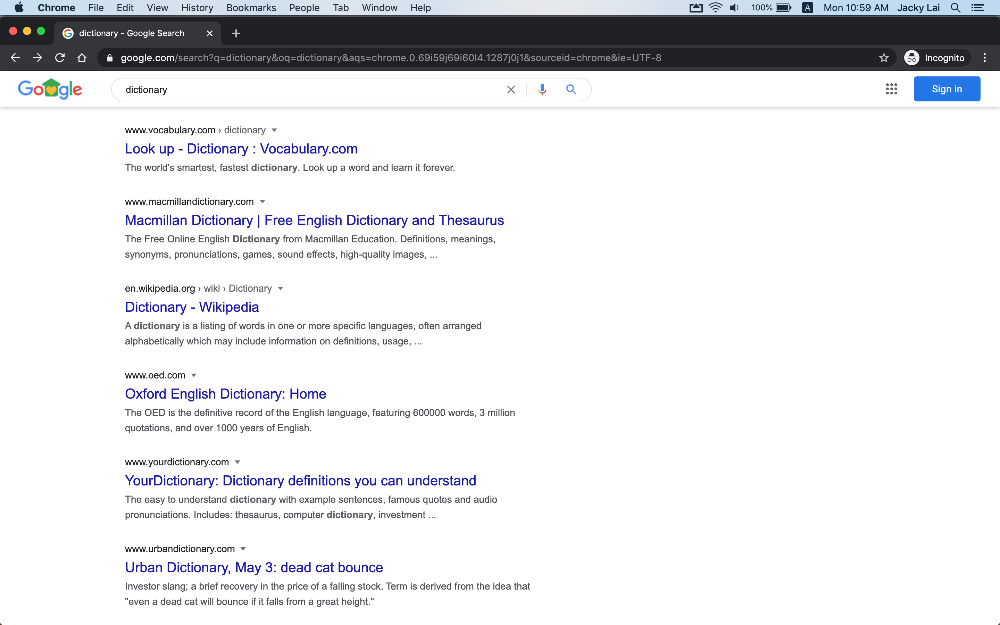 Chrome File Edit View History Bookmarks People Tab Window Help 100% A Mon 10:59 AM Jacky Lai
dictionary - Google Search
google.com/search?q=dictionary&oq=dictionary&aqs=chrome.0.69i59j69i60l4.1287j0j1&sourceid=chrome&ie=UTF-8 Incognito
Google dictionary Sign in
www.vocabulary.com › dictionary
Look up - Dictionary : Vocabulary.com
The world's smartest, fastest dictionary. Look up a word and learn it forever.
www.macmillandictionary.com
Macmillan Dictionary | Free English Dictionary and Thesaurus
The Free Online English Dictionary from Macmillan Education. Definitions, meanings,
synonyms, pronunciations, games, sound effects, high-quality images, ...
en.wikipedia.org › wiki › Dictionary
Dictionary - Wikipedia
A dictionary is a listing of words in one or more specific languages, often arranged
alphabetically which may include information on definitions, usage, ...
www.oed.com
Oxford English Dictionary: Home
The OED is the definitive record of the English language, featuring 600000 words, 3 million
quotations, and over 1000 years of English.
www.yourdictionary.com
YourDictionary: Dictionary definitions you can understand
The easy to understand dictionary with example sentences, famous quotes and audio
pronunciations. Includes: thesaurus, computer dictionary, investment ...
www.urbandictionary.com
Urban Dictionary, May 3: dead cat bounce
Investor slang; a brief recovery in the price of a falling stock. Term is derived from the idea that
"even a dead cat will bounce if it falls from a great height."